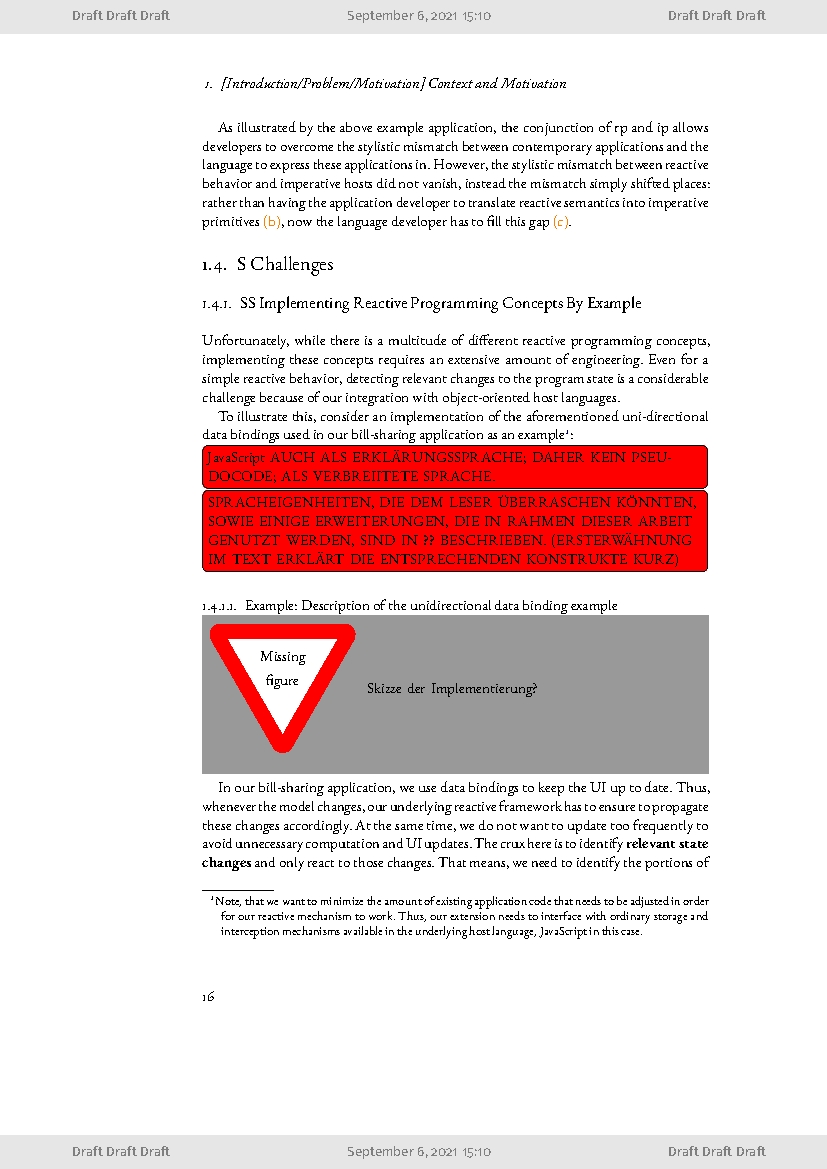 Draft Draft Draft September 6, 2021 15:10 Draft Draft Draft
1. [Introduction/Problem/Motivation] Context and Motivation
As illustrated by the above example application, the conjunction of rp and ip allows
developers to overcome the stylistic mismatch between contemporary applications and the
language to express these applications in. However, the stylistic mismatch between reactive
behavior and imperative hosts did not vanish, instead the mismatch simply shifted places:
rather than having the application developer to translate reactive semantics into imperative
primitives (b), now the language developer has to fill this gap (c).
1.4. S Challenges
1.4.1. SS Implementing Reactive Programming Concepts By Example
Unfortunately, while there is a multitude of different reactive programming concepts,
implementing these concepts requires an extensive amount of engineering. Even for a
simple reactive behavior, detecting relevant changes to the program state is a considerable
challenge because of our integration with object-oriented host languages.
To illustrate this, consider an implementation of the aforementioned uni-directional
data bindings used in our bill-sharing application as an example¹:
JavaScript AUCH ALS ERKLÄRUNGSSPRACHE; DAHER KEIN PSEU-
DOCODE; ALS VERBREIITETE SPRACHE.
SPRACHEIGENHEITEN, DIE DEM LESER ÜBERRASCHEN KÖNNTEN,
SOWIE EINIGE ERWEITERUNGEN, DIE IN RAHMEN DIESER ARBEIT
GENUTZT WERDEN, SIND IN ?? BESCHRIEBEN. (ERSTERWÄHNUNG
IM TEXT ERKLÄRT DIE ENTSPRECHENDEN KONSTRUKTE KURZ)
1.4.1.1. Example: Description of the unidirectional data binding example
Missing
figure
Skizze der Implementierung?
In our bill-sharing application, we use data bindings to keep the UI up to date. Thus,
whenever the model changes, our underlying reactive framework has to ensure to propagate
these changes accordingly. At the same time, we do not want to update too frequently to
avoid unnecessary computation and UI updates. The crux here is to identify relevant state
changes and only react to those changes. That means, we need to identify the portions of
¹ Note, that we want to minimize the amount of existing application code that needs to be adjusted in order
for our reactive mechanism to work. Thus, our extension needs to interface with ordinary storage and
interception mechanisms available in the underlying host language, JavaScript in this case.
16
Draft Draft Draft September 6, 2021 15:10 Draft Draft Draft